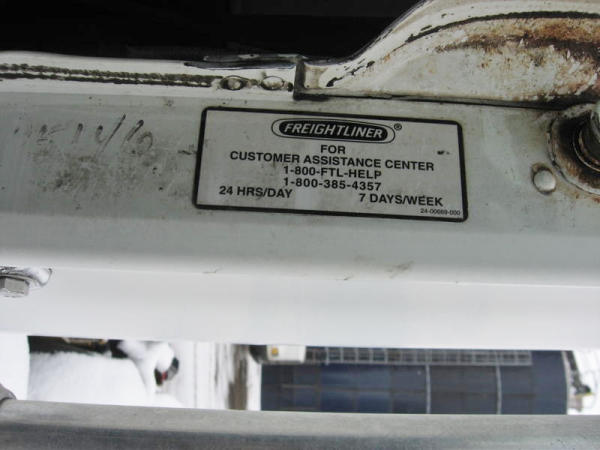 FREIGHTLINER®
FOR
CUSTOMER ASSISTANCE CENTER
1-800-FTL-HELP
1-800-385-4357
24 HRS/DAY 7 DAYS/WEEK
24-00669-000